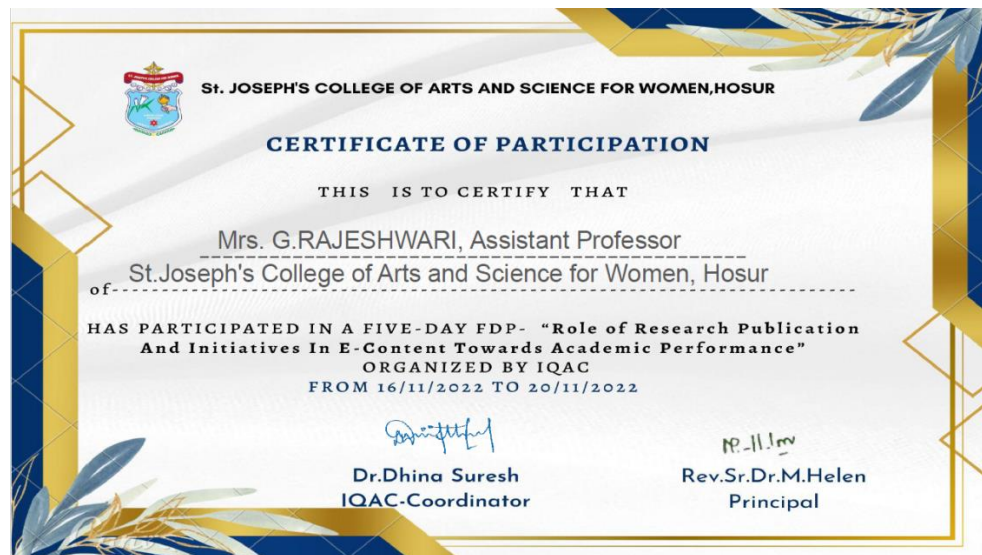 St. JOSEPH'S COLLEGE OF ARTS AND SCIENCE FOR WOMEN,HOSUR
CERTIFICATE OF PARTICIPATION
THIS IS TO CERTIFY THAT
Mrs. G.RAJESHWARI, Assistant Professor
of St.Joseph's College of Arts and Science for Women, Hosur
HAS PARTICIPATED IN A FIVE-DAY FDP- “Role of Research Publication
And Initiatives In E-Content Towards Academic Performance”
ORGANIZED BY IQAC
FROM 16/11/2022 TO 20/11/2022
Dr.Dhina Suresh
IQAC-Coordinator
Rev.Sr.Dr.M.Helen
Principal